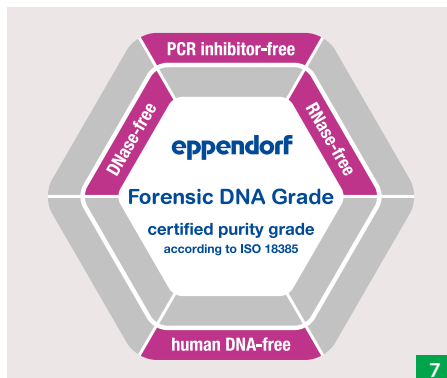 PCR inhibitor-free
DNase-free
RNase-free
eppendorf
Forensic DNA Grade
certified purity grade
according to ISO 18385
human DNA-free
7